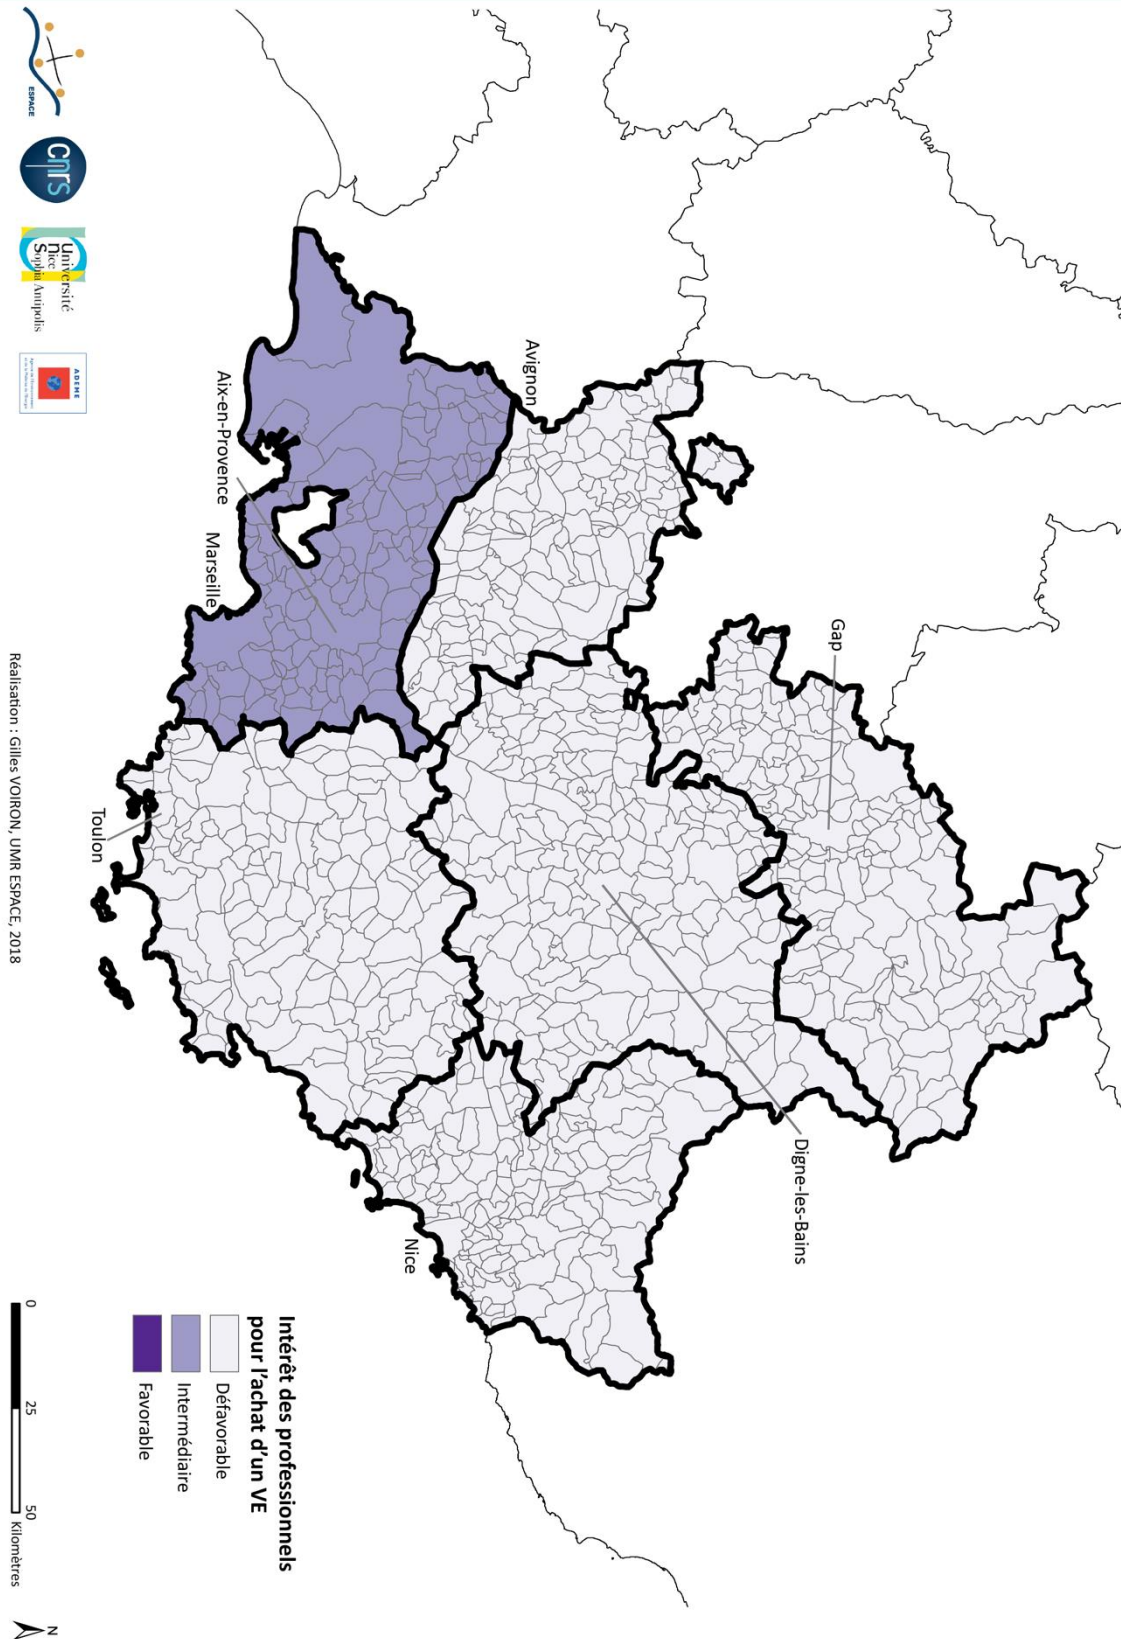 Gap
Digne-les-Bains
Avignon
Nice
Aix-en-Provence
Marseille
Toulon
Intérêt des professionnels
pour l'achat d'un VE
Défavorable
Intermédiaire
Favorable
0 25 50
Kilomètres
N
ESPACE
cnrs
Université
nice
Sophia Antipolis
ADEME
Réalisation : Gilles VOIRON, UMR ESPACE, 2018